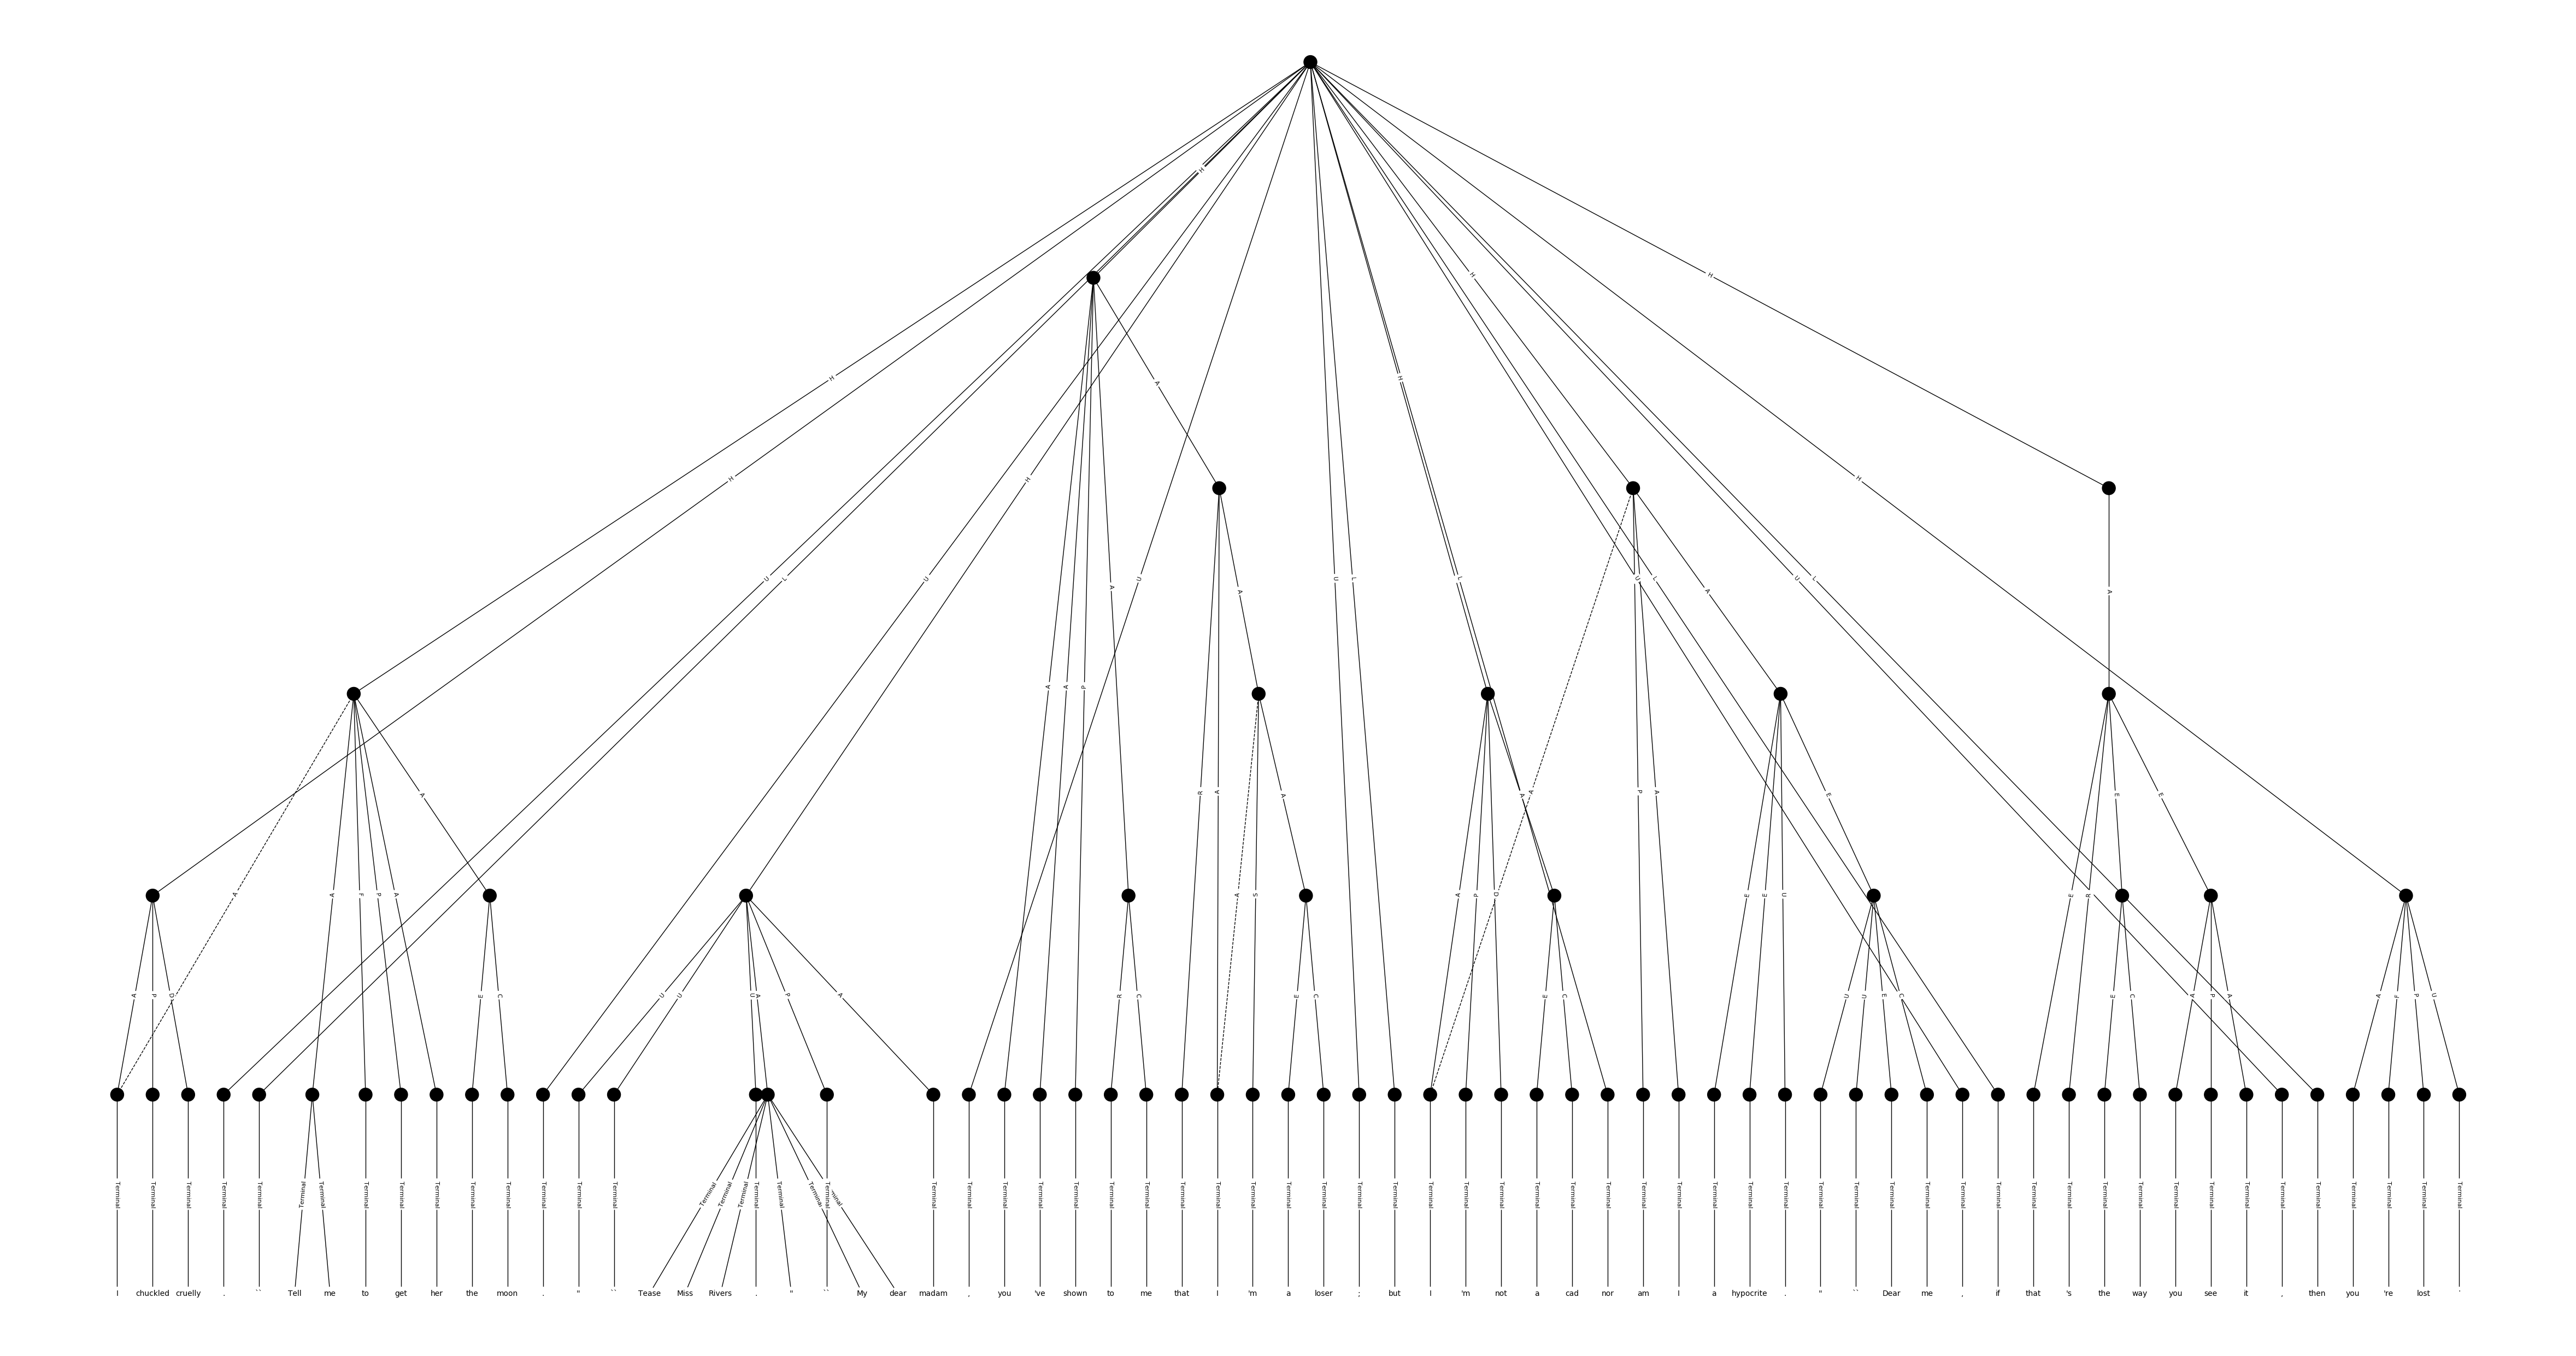 H
H
H H
A
H H
U L U H U U L L U L U L
A A
A A P
R A A A P A E E E
A A F P A A S A P D E E U F R
A P D E C U U U A P A R C E C E C U U E C E C A P A A F P U
Terminal Terminal Terminal Terminal Terminal Terminal Terminal Terminal Terminal Terminal Terminal Terminal Terminal Terminal Terminal Terminal Terminal Terminal Terminal Terminal Terminal Terminal Terminal Terminal Terminal Terminal Terminal Terminal Terminal Terminal Terminal Terminal Terminal Terminal Terminal Terminal Terminal Terminal Terminal Terminal Terminal Terminal Terminal Terminal Terminal Terminal Terminal Terminal Terminal Terminal Terminal Terminal Terminal Terminal Terminal Terminal Terminal Terminal Terminal Terminal Terminal Terminal Terminal Terminal Terminal Terminal Terminal
I chuckled cruelly . `` Tell me to get her the moon . " `` Tease Miss Rivers . " `` My dear madam , you 've shown to me that I 'm a loser ; but I 'm not a cad nor am I a hypocrite . " `` Dear me , if that 's the way you see it , then you 're lost '